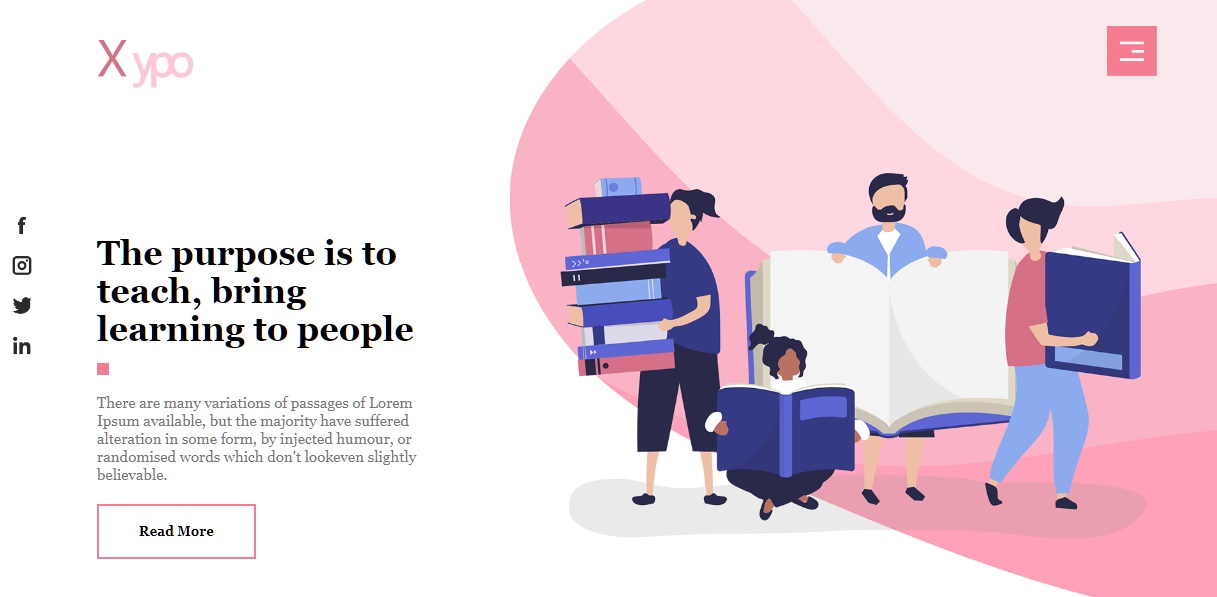 X ypo
The purpose is to
teach, bring
learning to people
There are many variations of passages of Lorem
Ipsum available, but the majority have suffered
alteration in some form, by injected humour, or
randomised words which don't lookeven slightly
believable.
Read More